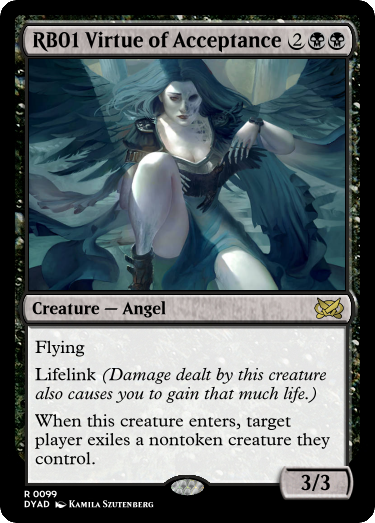 RB01 Virtue of Acceptance 2
Creature — Angel
Flying
Lifelink (Damage dealt by this creature
also causes you to gain that much life.)
When this creature enters, target
player exiles a nontoken creature they
control.
3/3
R 0099
DYAD Kamila Szutenberg